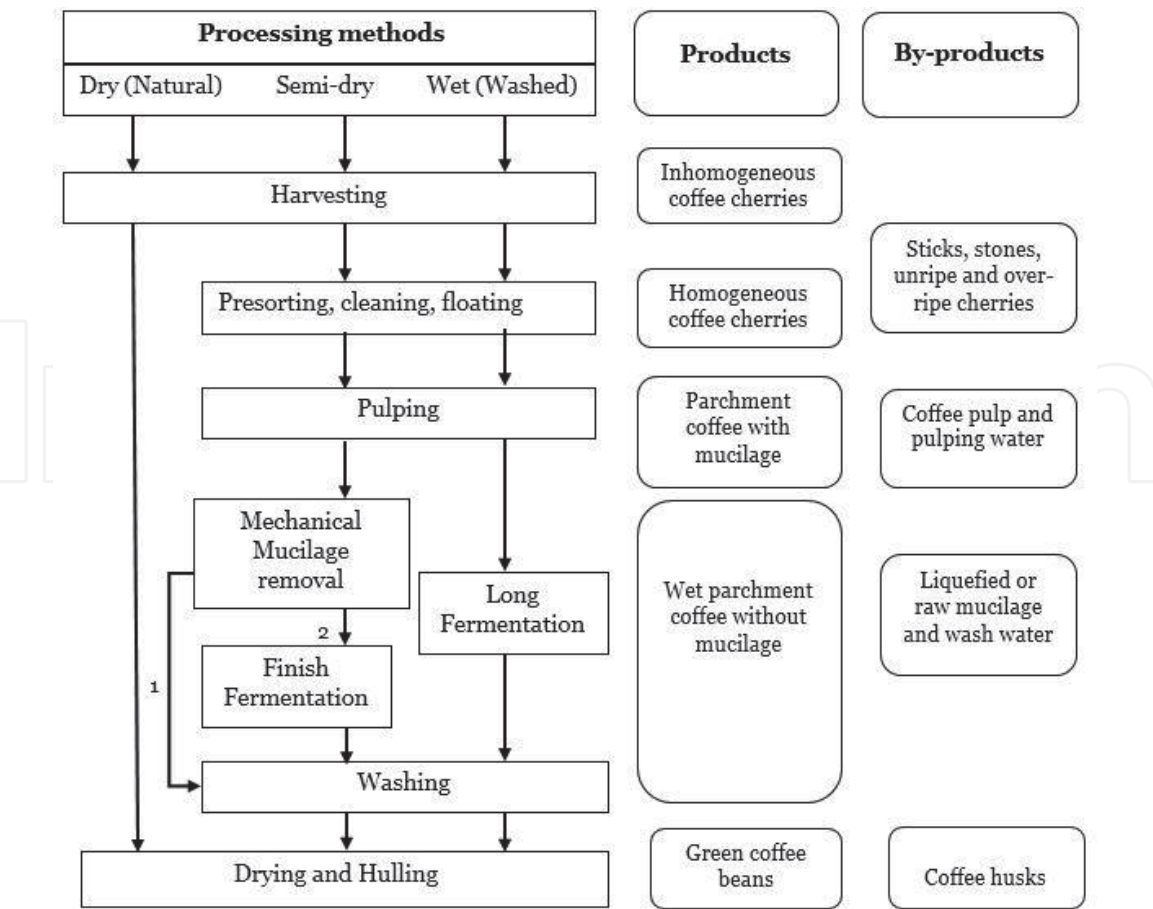 Processing methods
Dry (Natural) Semi-dry Wet (Washed)
Products
By-products
Harvesting
Inhomogeneous
coffee cherries
Presorting, cleaning, floating
Homogeneous
coffee cherries
Sticks, stones,
unripe and over-
ripe cherries
Pulping
Parchment
coffee with
mucilage
Coffee pulp and
pulping water
Mechanical
Mucilage
removal
2
Finish
Fermentation
1
Long
Fermentation
Washing
Wet parchment
coffee without
mucilage
Liquefied or
raw mucilage
and wash water
Drying and Hulling
Green coffee
beans
Coffee husks